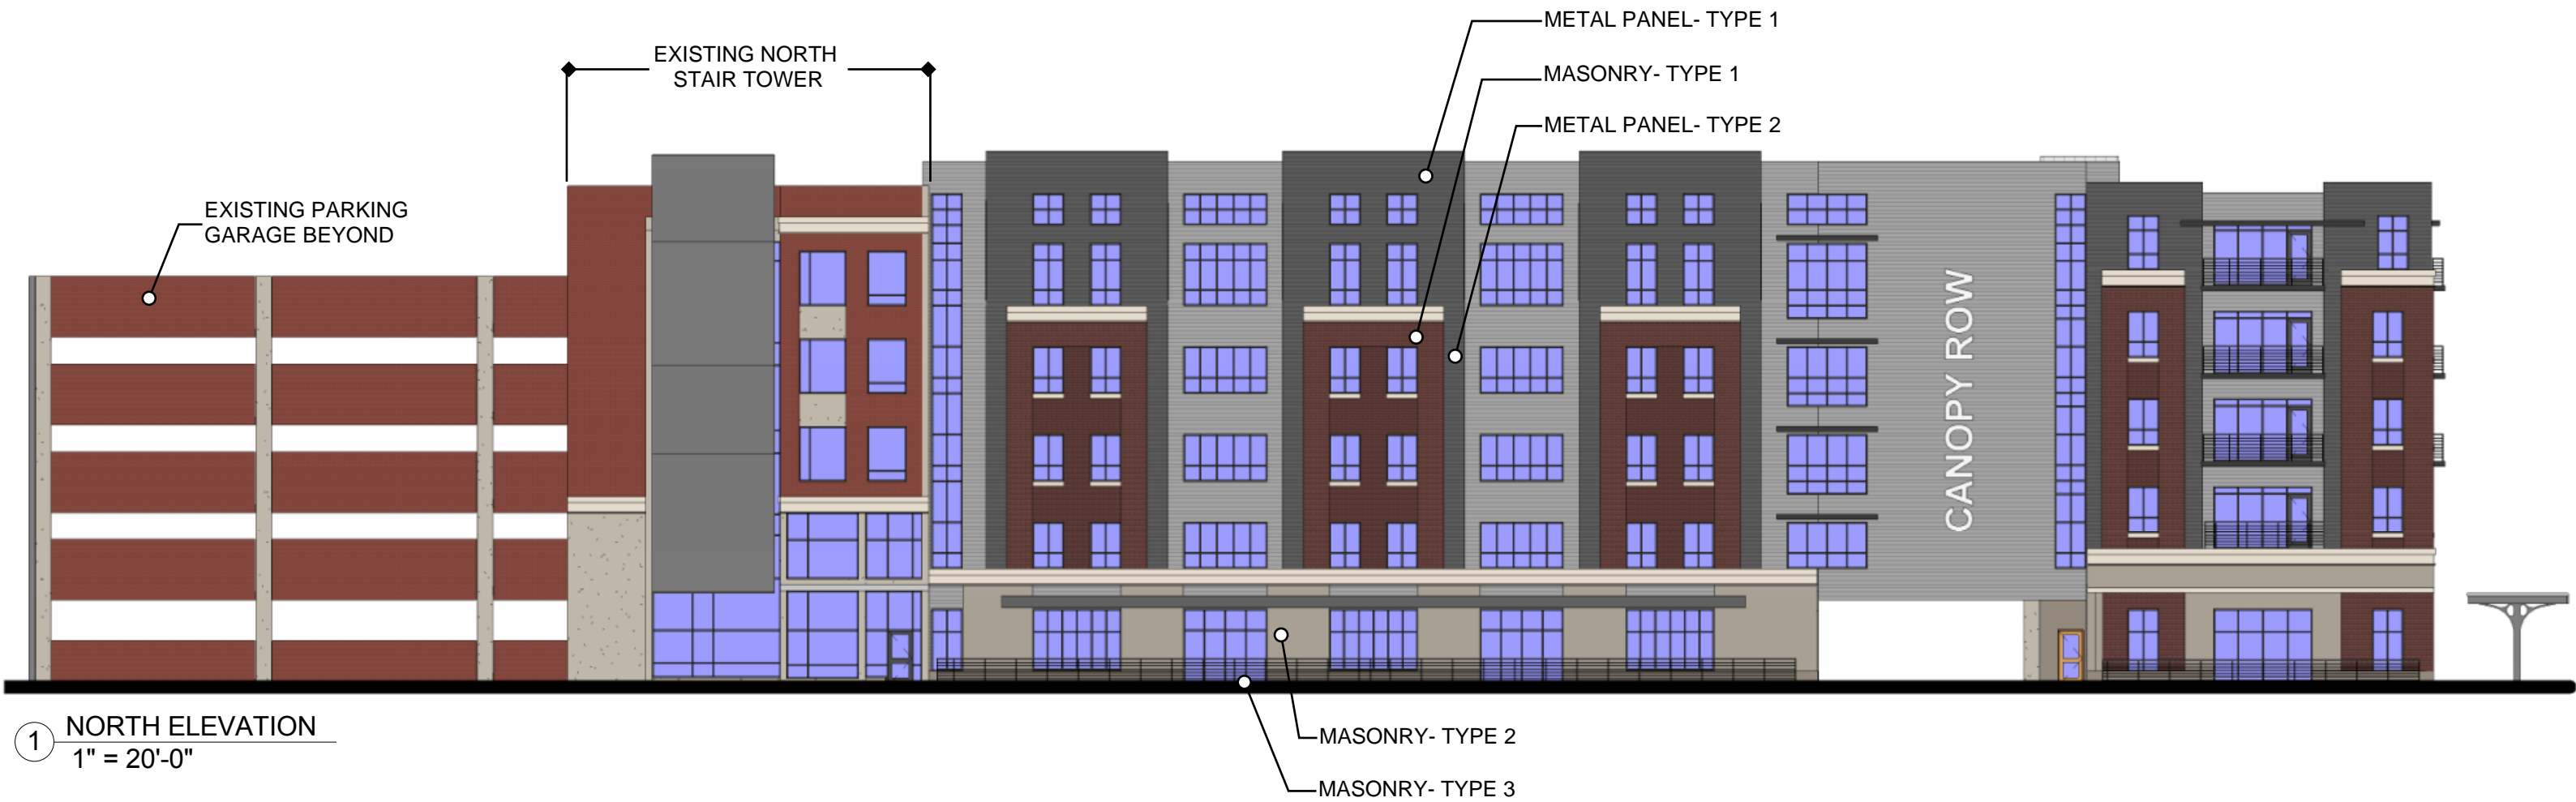 METAL PANEL- TYPE 1
EXISTING NORTH
STAIR TOWER
MASONRY- TYPE 1
METAL PANEL- TYPE 2
EXISTING PARKING
GARAGE BEYOND
CANOPY ROW
1
NORTH ELEVATION
1" = 20'-0"
MASONRY- TYPE 2
MASONRY- TYPE 3